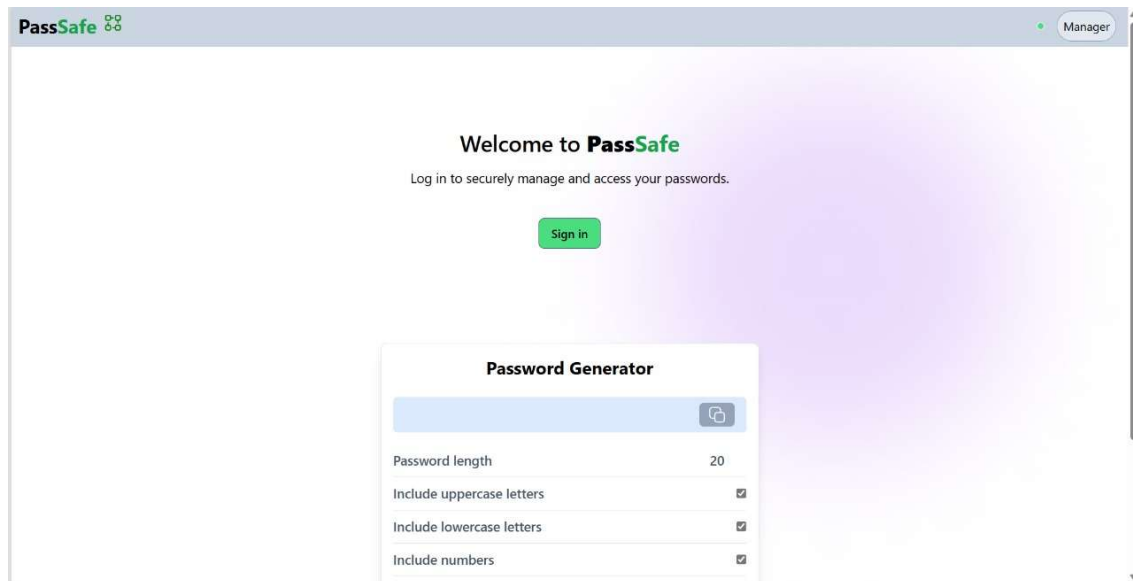 PassSafe
Manager
Welcome to PassSafe
Log in to securely manage and access your passwords.
Sign in
Password Generator
Password length 20
Include uppercase letters
Include lowercase letters
Include numbers